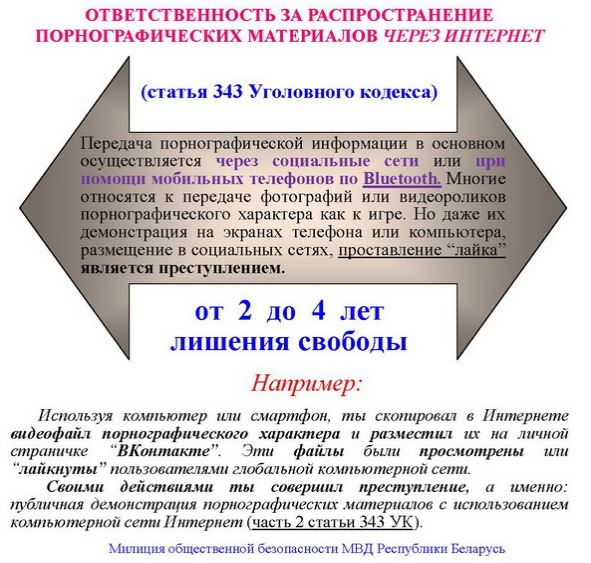 ОТВЕТСТВЕННОСТЬ ЗА РАСПРОСТРАНЕНИЕ
ПОРНОГРАФИЧЕСКИХ МАТЕРИАЛОВ ЧЕРЕЗ ИНТЕРНЕТ
(статья 343 Уголовного кодекса)
Передача порнографической информации в основном
осуществляется через социальные сети или при
помощи мобильных телефонов по Bluetooth. Многие
относятся к передаче фотографий или видеороликов
порнографического характера как к игре. Но даже их
демонстрация на экранах телефона или компьютера,
размещение в социальных сетях, проставление “лайка”
является преступлением.
от 2 до 4 лет
лишения свободы
Например:
Используя компьютер или смартфон, ты скопировал в Интернете
видеофайл порнографического характера и разместил их на личной
страничке “ВКонтакте”. Эти файлы были просмотрены или
“лайкнуты” пользователями глобальной компьютерной сети.
Своими действиями ты совершил преступление, а именно:
публичная демонстрация порнографических материалов с использованием
компьютерной сети Интернет (часть 2 статьи 343 УК).
Милиция общественной безопасности МВД Республики Беларусь